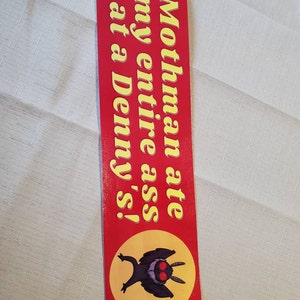 Mothman ate
my entire ass
at a Denny's!